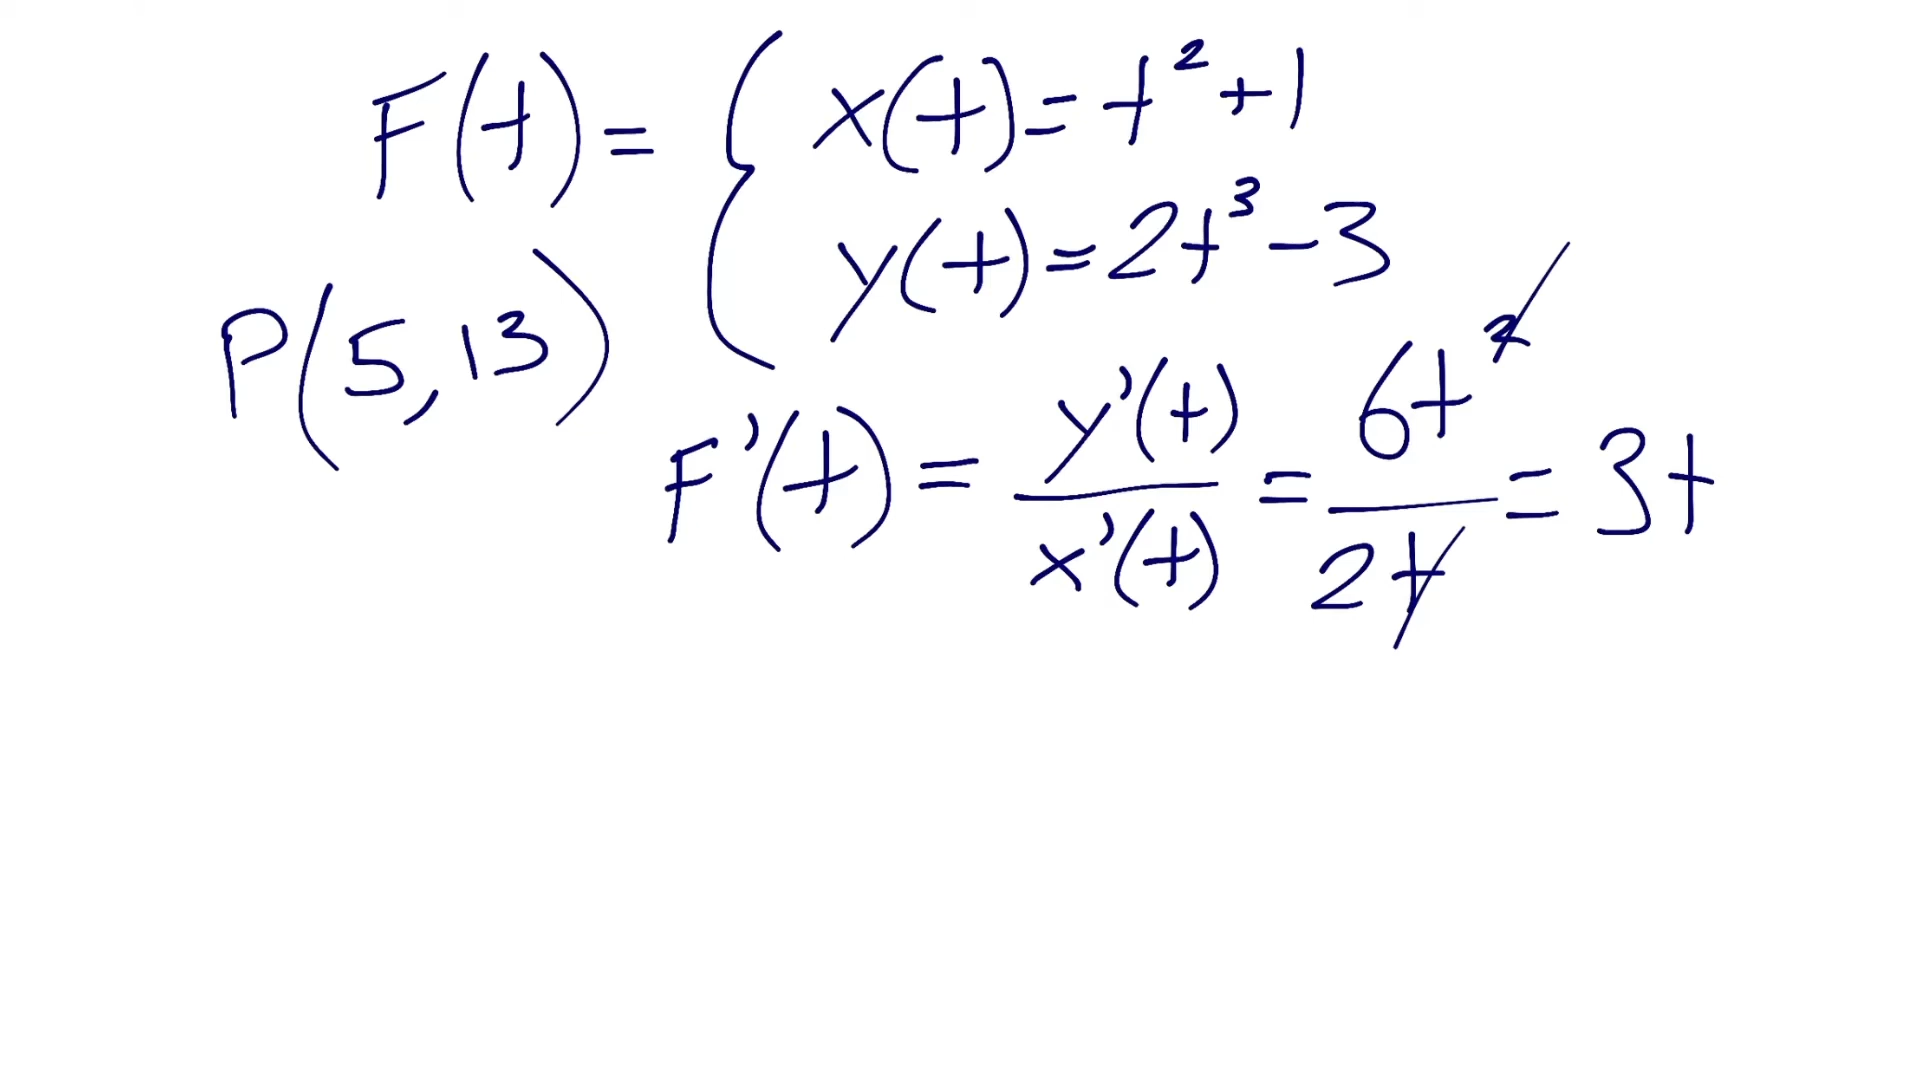 F(t) = { x(t) = t² + 1
y(t) = 2t³ - 3
P(5, 13)
F'(t) = y'(t) / x'(t) = 6t² / 2t = 3t